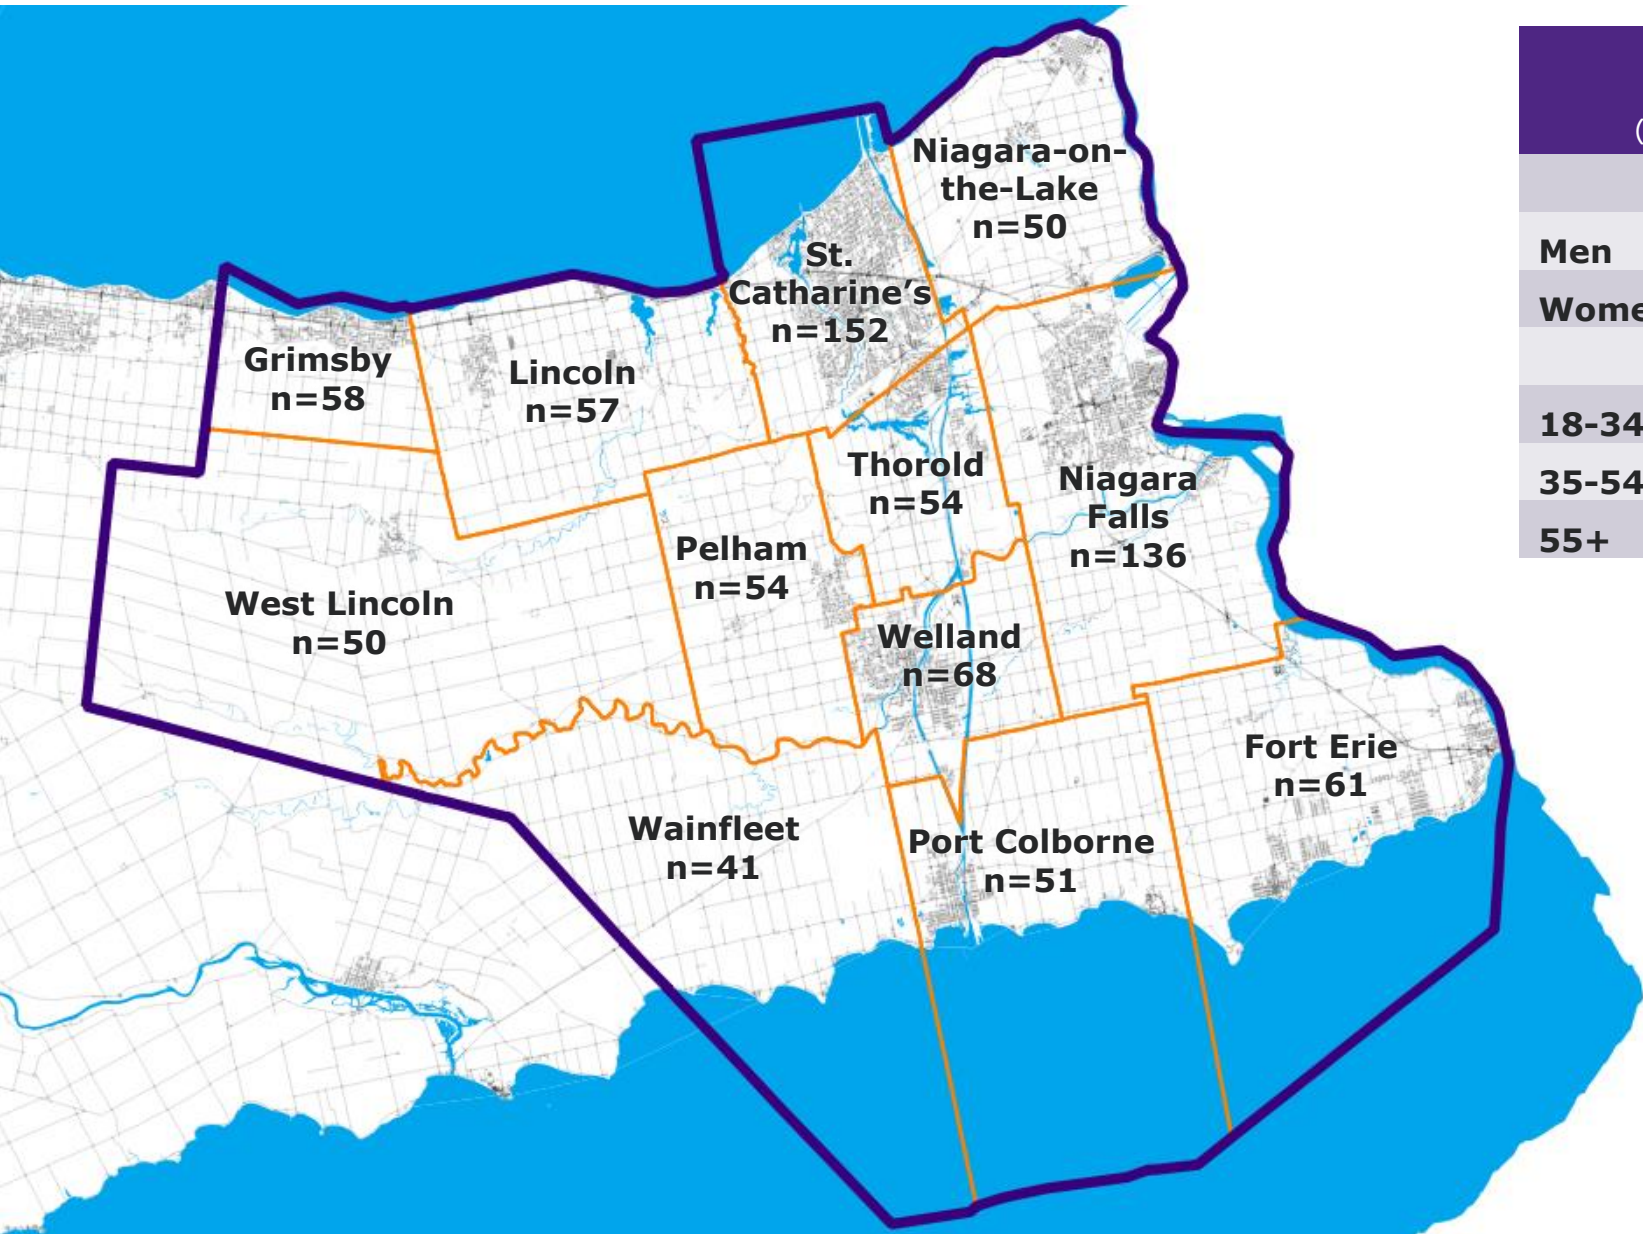 Niagara-on-
the-Lake
n=50
St.
Catharine’s
n=152
Grimsby
n=58
Lincoln
n=57
Thorold
n=54
Niagara
Falls
n=136
Pelham
n=54
West Lincoln
n=50
Welland
n=68
Fort Erie
n=61
Wainfleet
n=41
Port Colborne
n=51
(
Men
Wome
18-34
35-54
55+